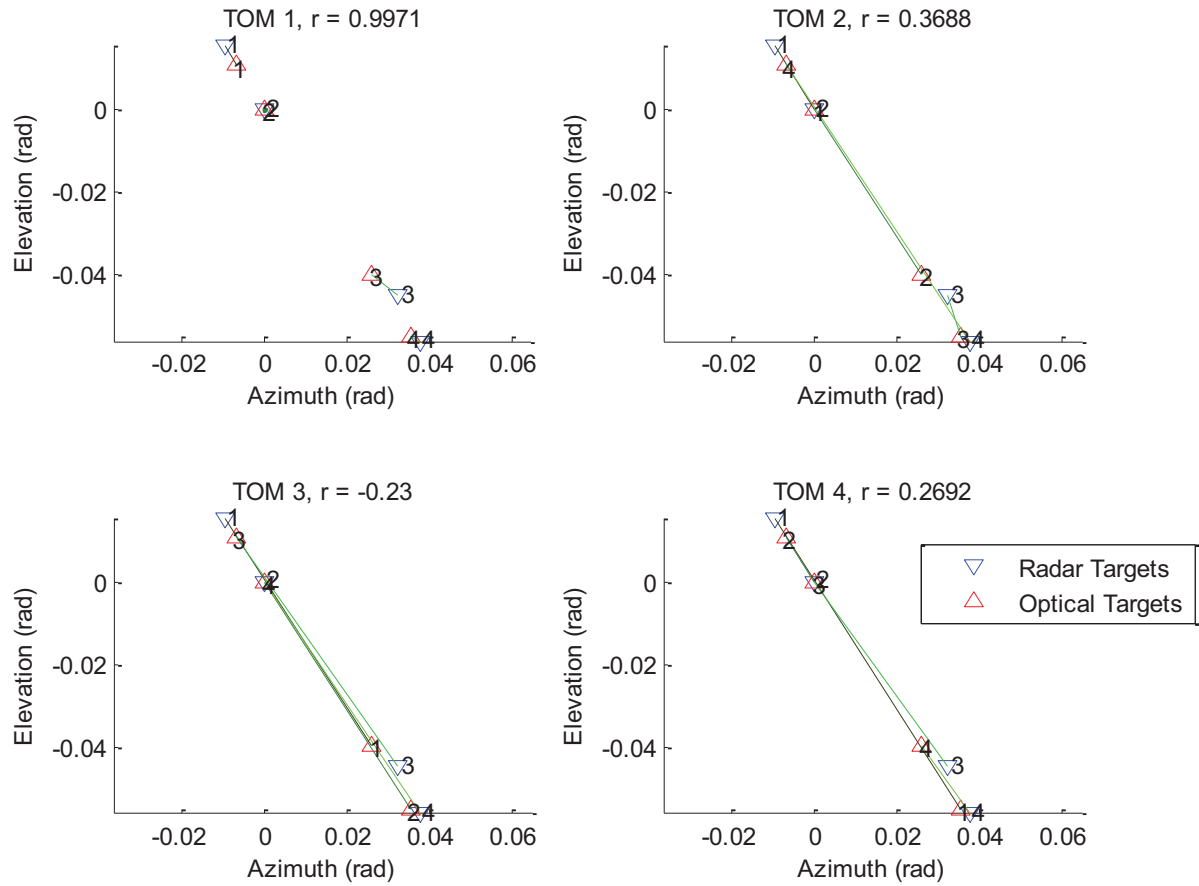 TOM 1, r = 0.9971
0
-0.02
-0.04
Elevation (rad)
1
1
2
2
3
3
4
4
-0.02 0 0.02 0.04 0.06
Azimuth (rad)
TOM 2, r = 0.3688
0
-0.02
-0.04
Elevation (rad)
1
4
2
1
2
3
3
4
-0.02 0 0.02 0.04 0.06
Azimuth (rad)
TOM 3, r = -0.23
0
-0.02
-0.04
Elevation (rad)
1
3
2
4
1
3
2
4
-0.02 0 0.02 0.04 0.06
Azimuth (rad)
TOM 4, r = 0.2692
0
-0.02
-0.04
Elevation (rad)
1
2
2
3
4
3
1
4
-0.02 0 0.02 0.04 0.06
Azimuth (rad)
Radar Targets
Optical Targets